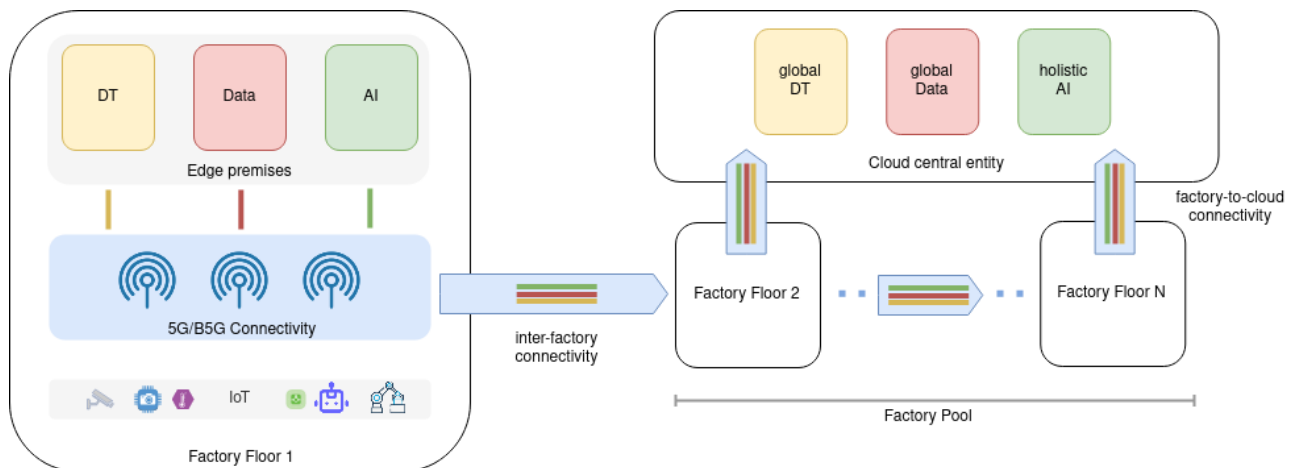 DT
Data
AI
Edge premises
5G/B5G Connectivity
IoT
Factory Floor 1
inter-factory
connectivity
global
DT
global
Data
holistic
AI
Cloud central entity
factory-to-cloud
connectivity
Factory Floor 2
Factory Floor N
Factory Pool